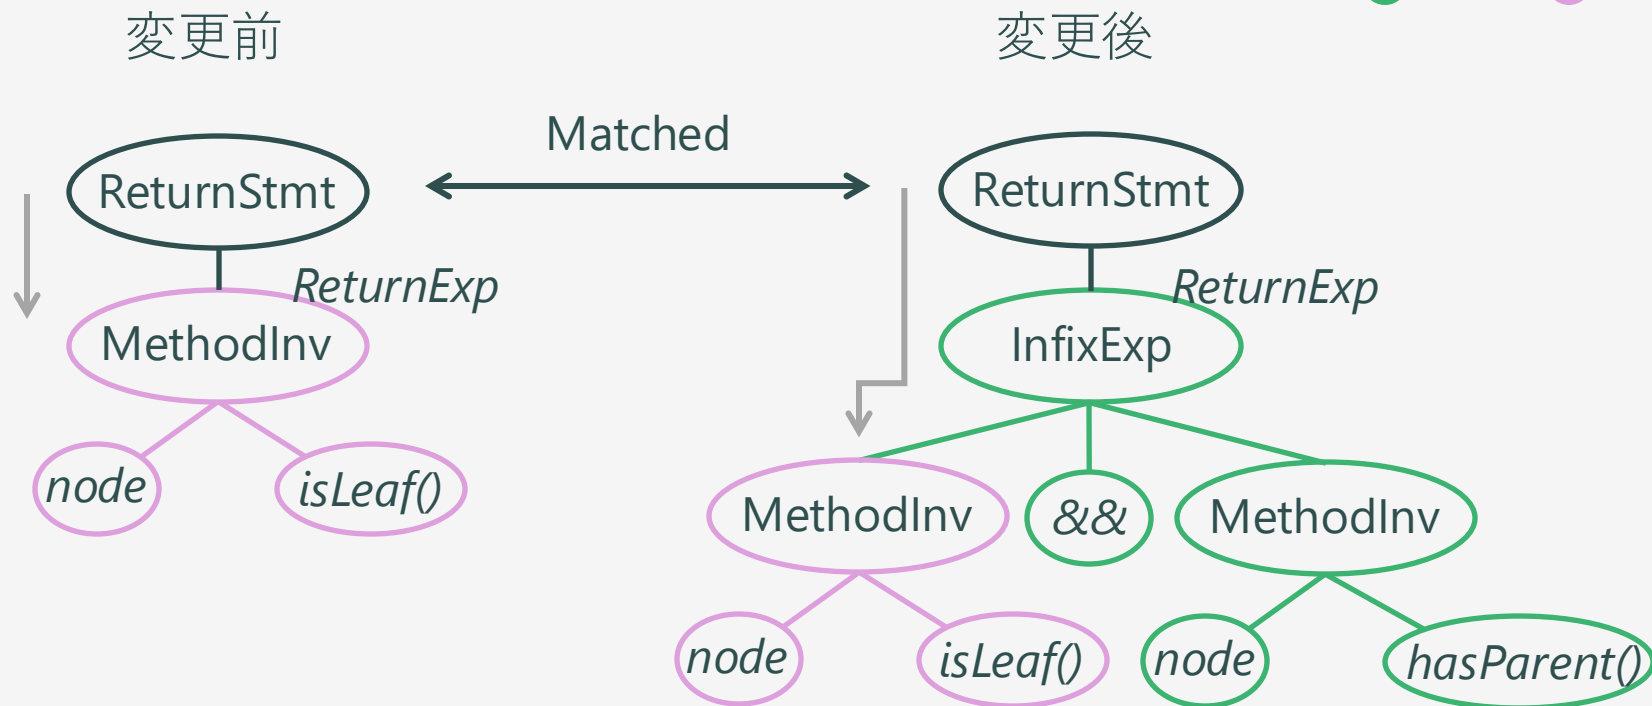 変更前
変更後
Matched
ReturnStmt
ReturnStmt
ReturnExp
ReturnExp
MethodInv
InfixExp
node
isLeaf()
MethodInv
&&
MethodInv
node
isLeaf()
node
hasParent()